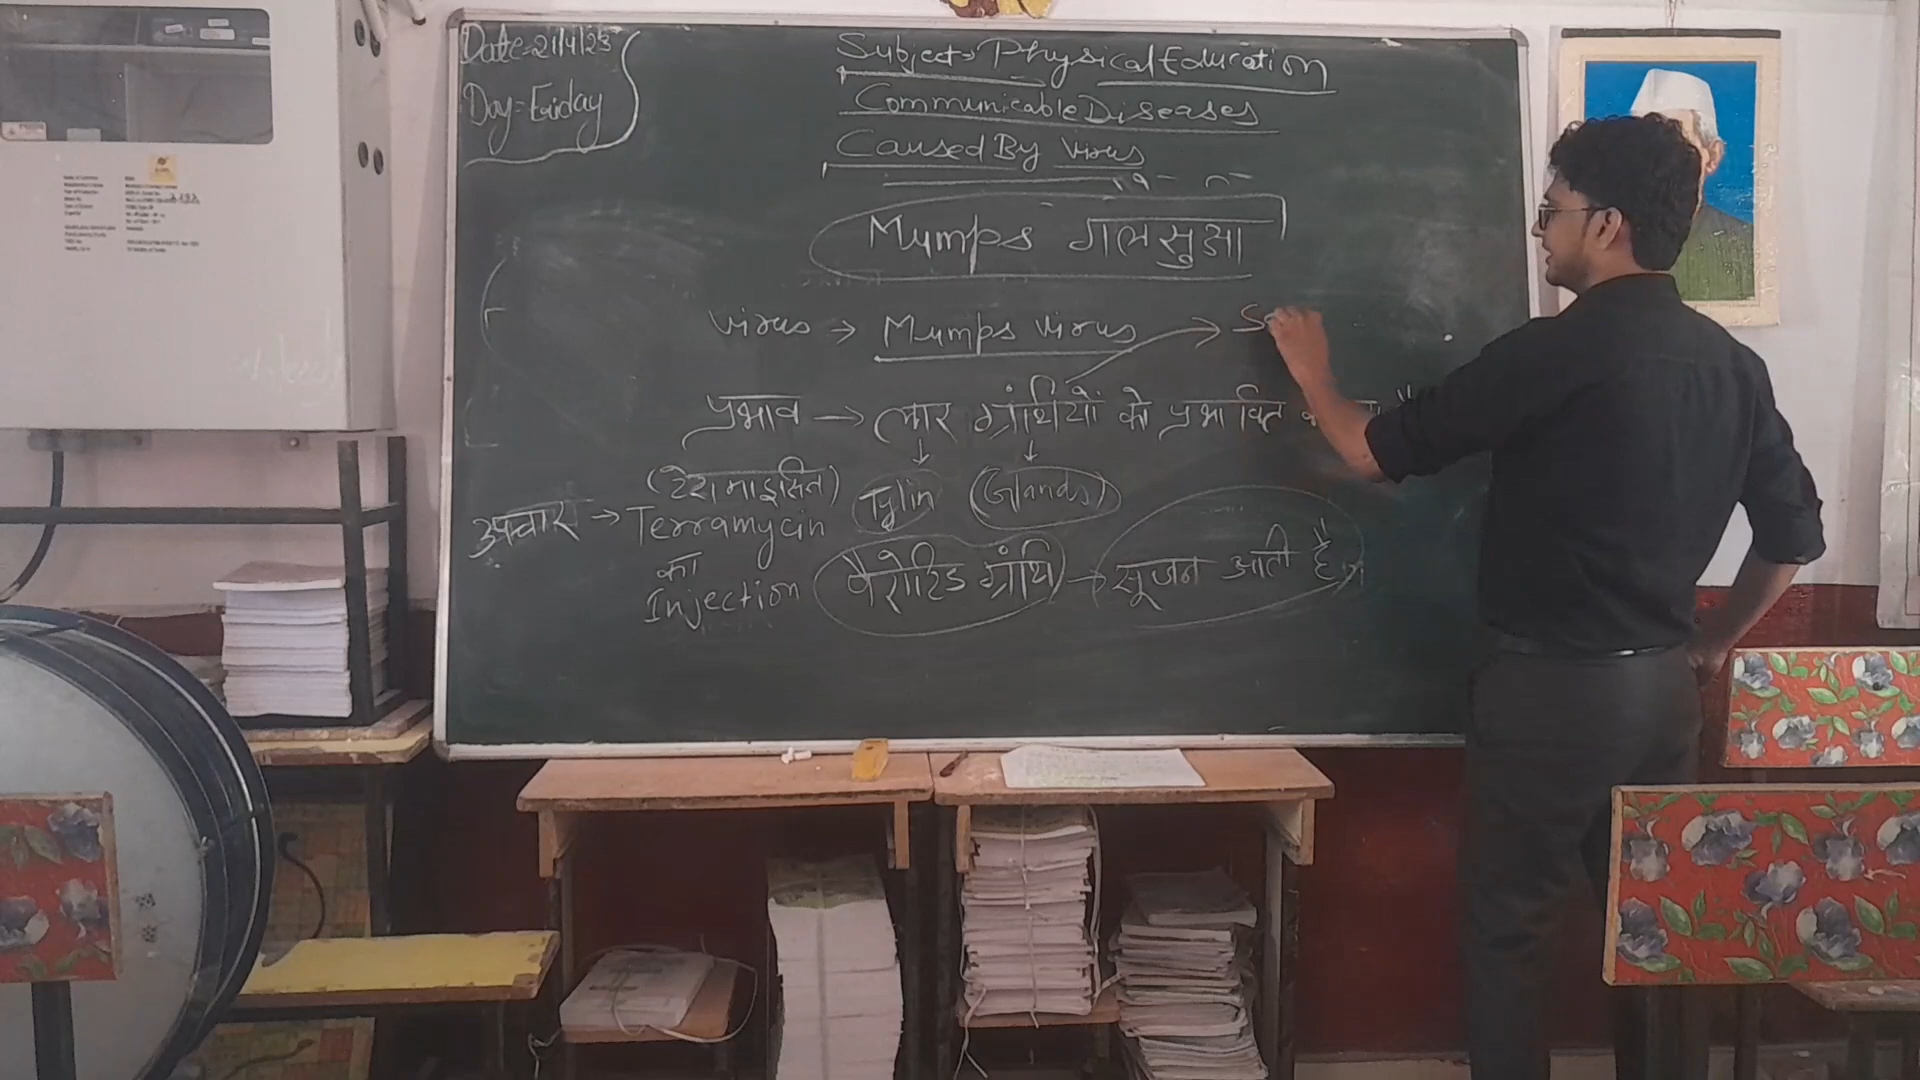 Date=21/4/23
Day=Friday
Subject→Physical Education
Communicable Diseases
Caused By Virus
Mumps गलसुआ
Virus → Mumps Virus →
प्रभाव → लार ग्रंथियों को प्रभावित
↓ ↓
Tylin (Glands)
पैरोटिड ग्रंथि → सूजन आती है
(टेरामाइसिन)
उपचार → Terramycin
का
Injection